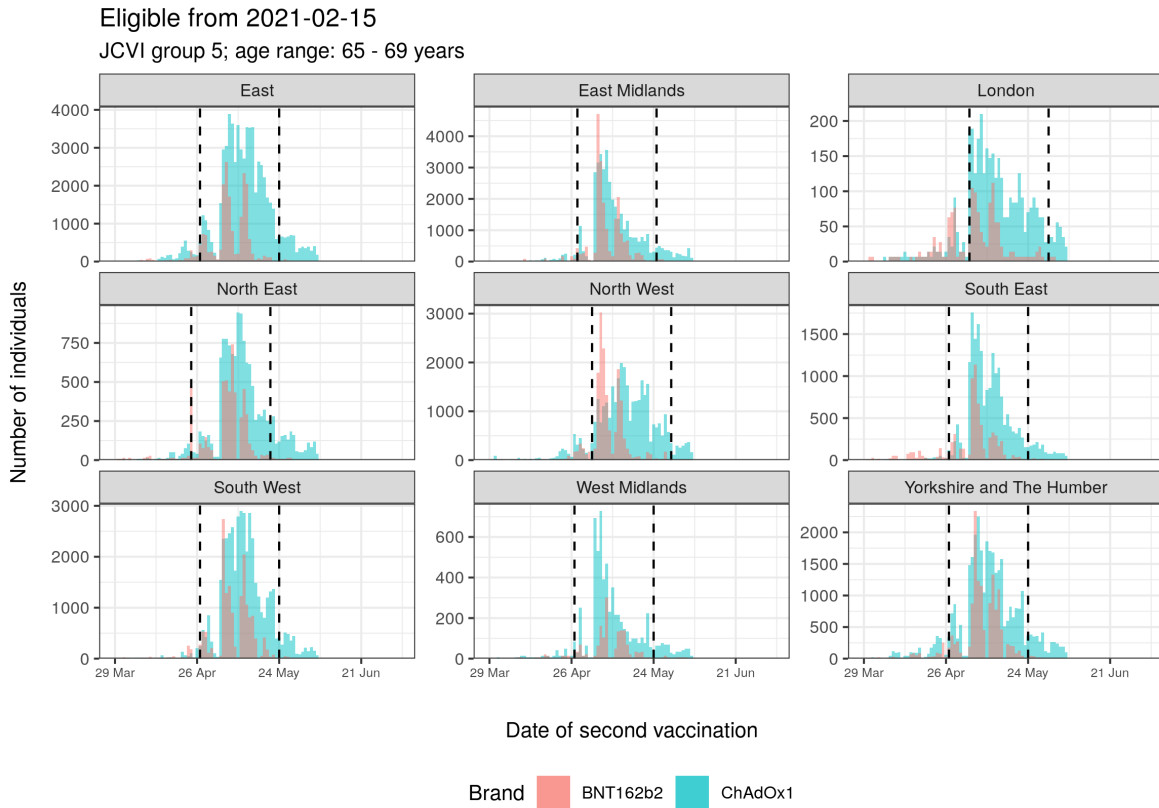 Eligible from 2021-02-15
JCVI group 5; age range: 65 - 69 years
East
East Midlands
London
4000
3000
2000
1000
0
4000
3000
2000
1000
0
200
150
100
50
0
North East
North West
South East
750
500
250
0
3000
2000
1000
0
1500
1000
500
0
South West
West Midlands
Yorkshire and The Humber
3000
2000
1000
0
600
400
200
0
2000
1500
1000
500
0
29 Mar 26 Apr 24 May 21 Jun
29 Mar 26 Apr 24 May 21 Jun
29 Mar 26 Apr 24 May 21 Jun
Number of individuals
Date of second vaccination
Brand BNT162b2 ChAdOx1